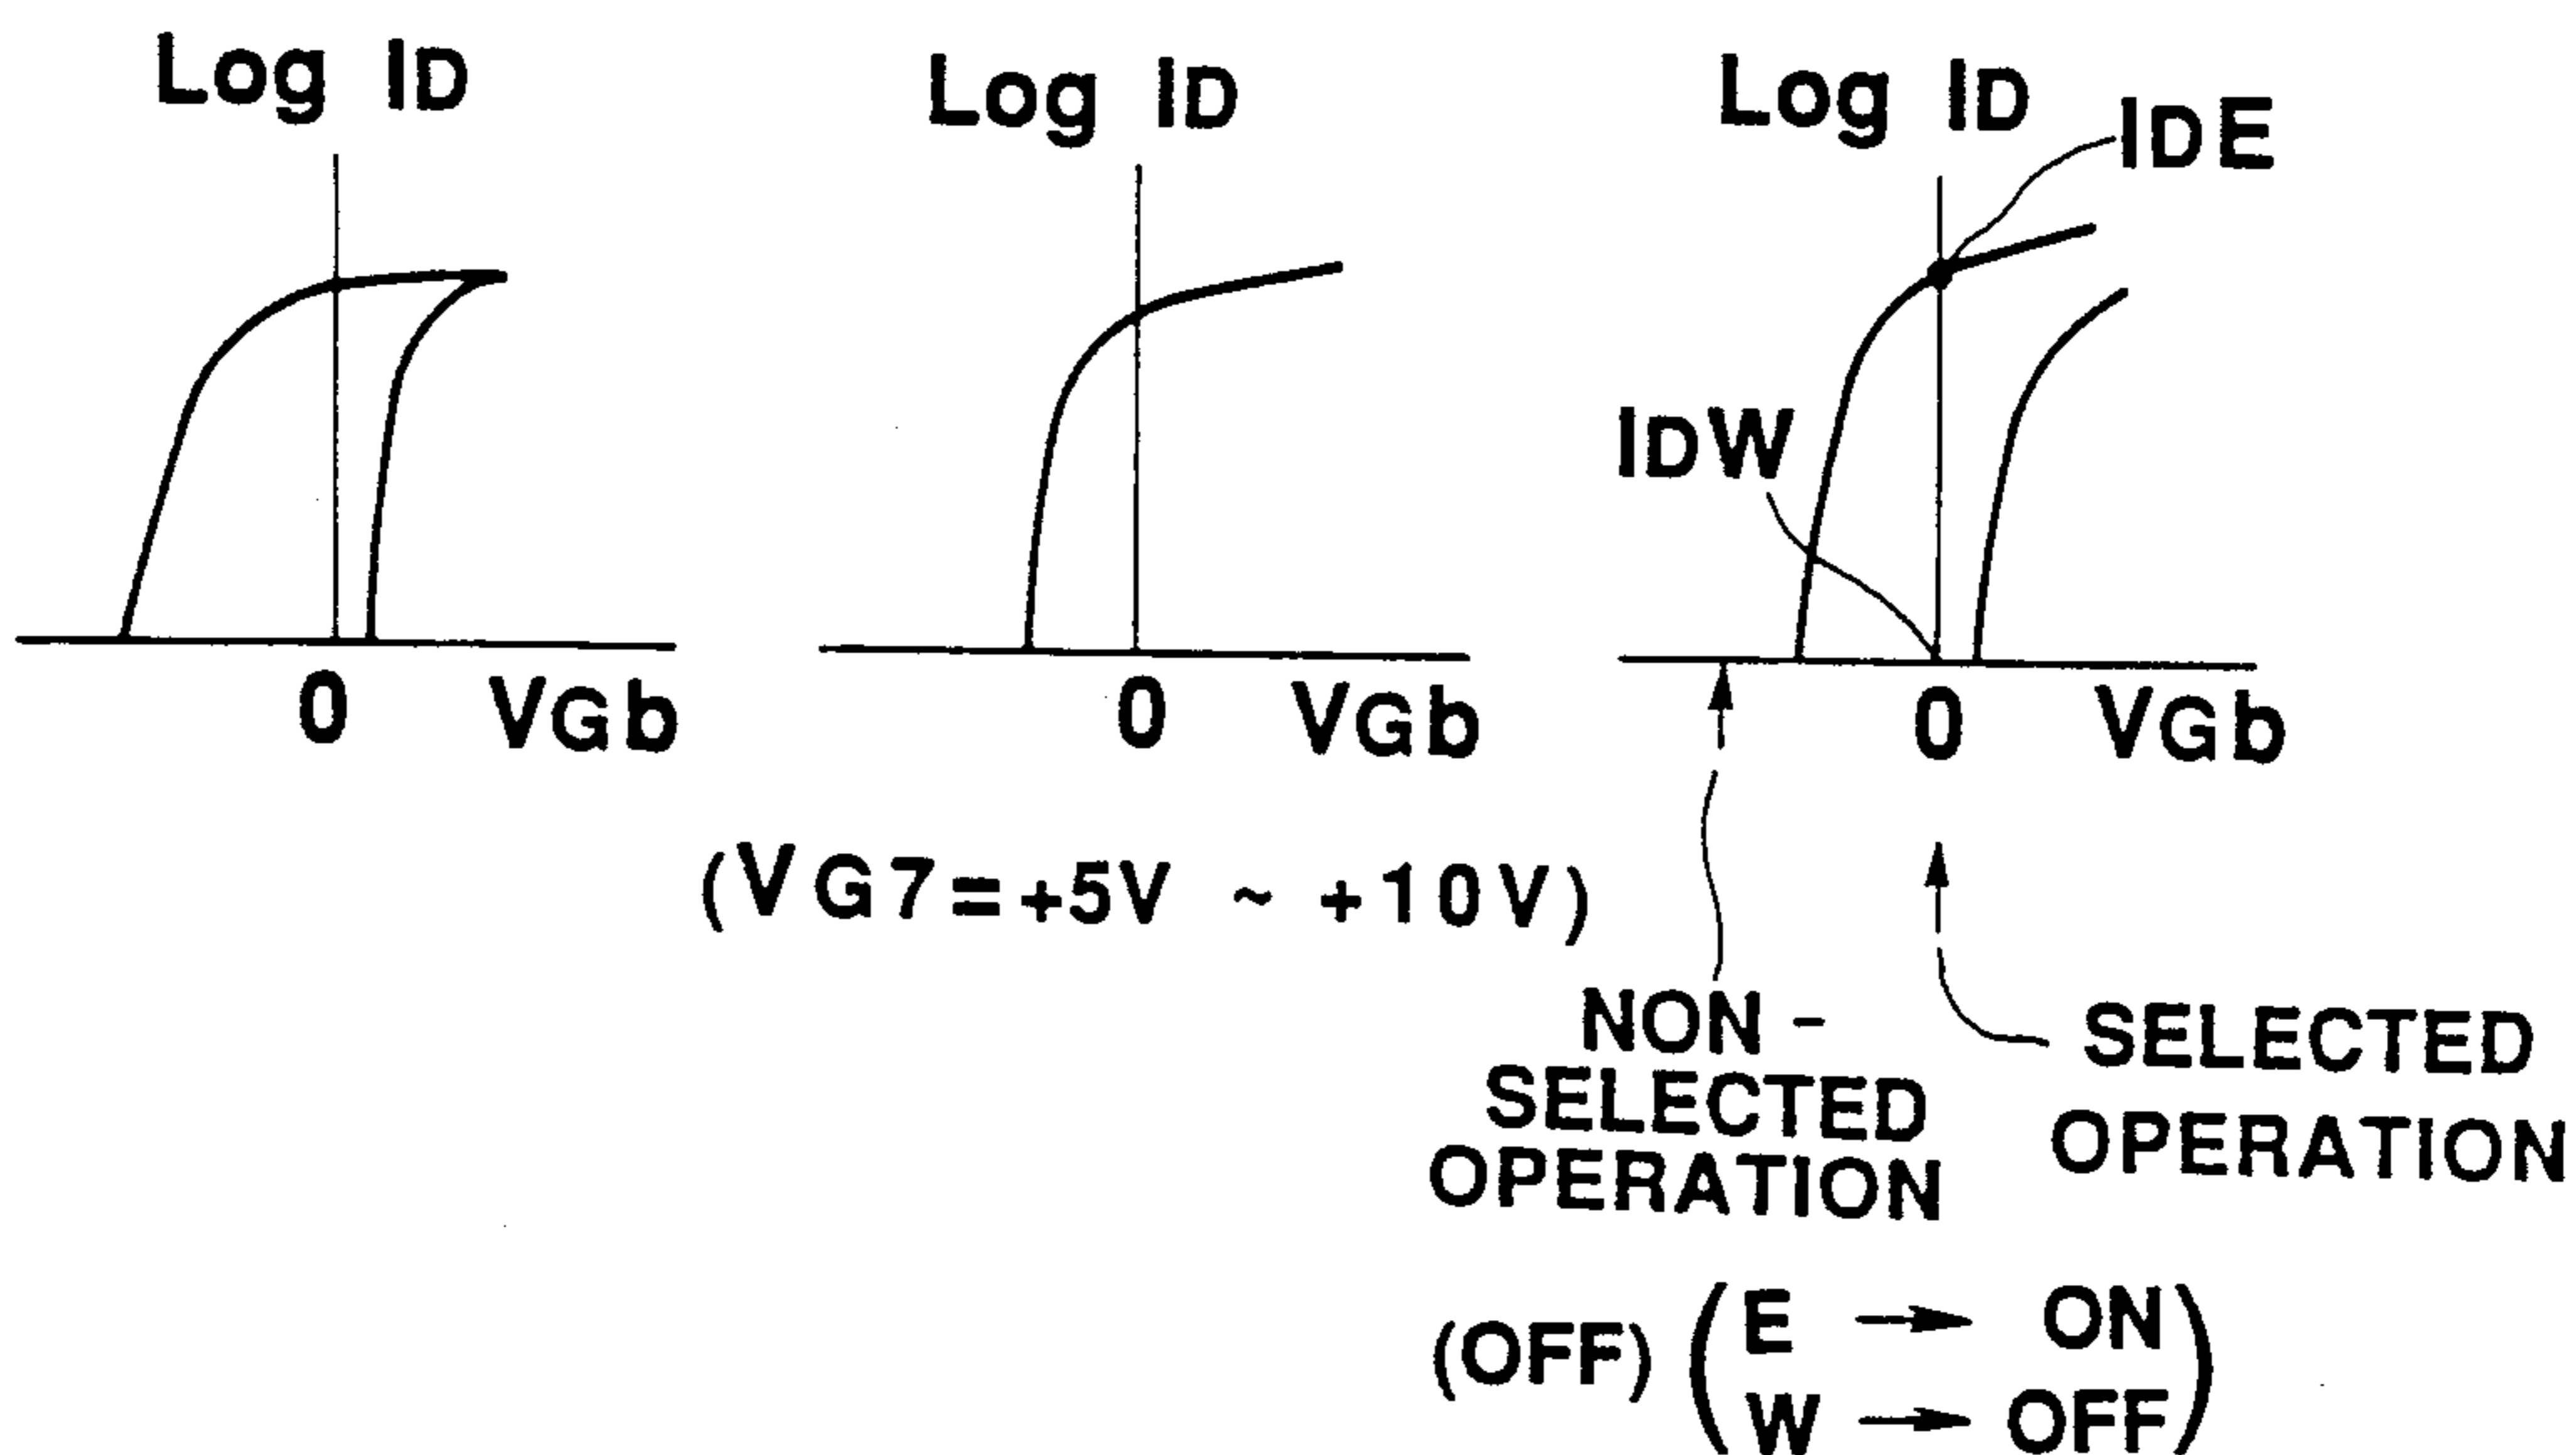 Log ID
Log ID
Log ID
IDE
IDW
0 VGb
0 VGb
0 VGb
(VG7=+5V ~ +10V)
NON-
SELECTED
OPERATION
SELECTED
OPERATION
(OFF) (E → ON
W → OFF)